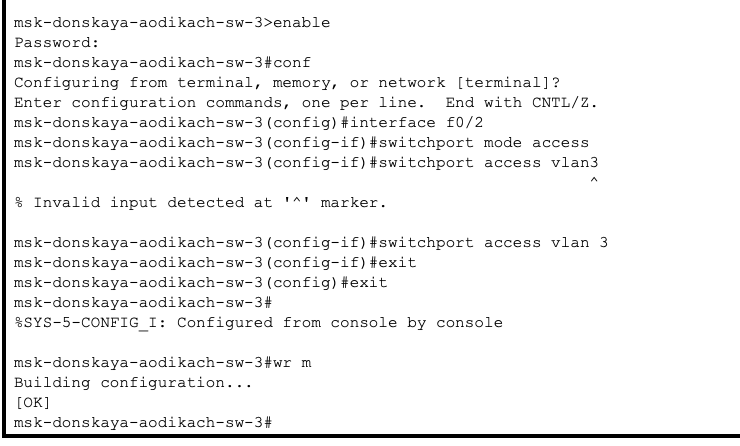 msk-donskaya-aodikach-sw-3>enable
Password:
msk-donskaya-aodikach-sw-3#conf
Configuring from terminal, memory, or network [terminal]?
Enter configuration commands, one per line.  End with CNTL/Z.
msk-donskaya-aodikach-sw-3(config)#interface f0/2
msk-donskaya-aodikach-sw-3(config-if)#switchport mode access
msk-donskaya-aodikach-sw-3(config-if)#switchport access vlan3
                                                              ^
% Invalid input detected at '^' marker.

msk-donskaya-aodikach-sw-3(config-if)#switchport access vlan 3
msk-donskaya-aodikach-sw-3(config-if)#exit
msk-donskaya-aodikach-sw-3(config)#exit
msk-donskaya-aodikach-sw-3#
%SYS-5-CONFIG_I: Configured from console by console

msk-donskaya-aodikach-sw-3#wr m
Building configuration...
[OK]
msk-donskaya-aodikach-sw-3#